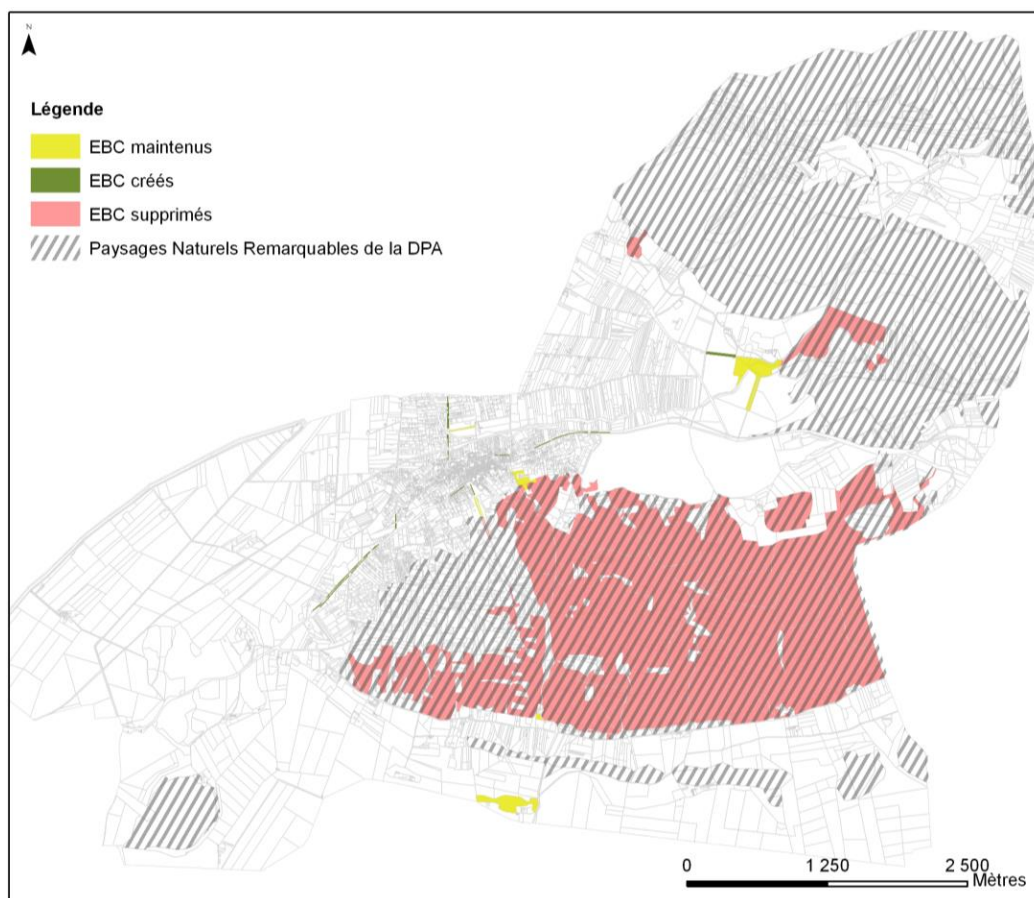 N
Légende
EBC maintenus
EBC créés
EBC supprimés
Paysages Naturels Remarquables de la DPA
0 1 250 2 500
Mètres